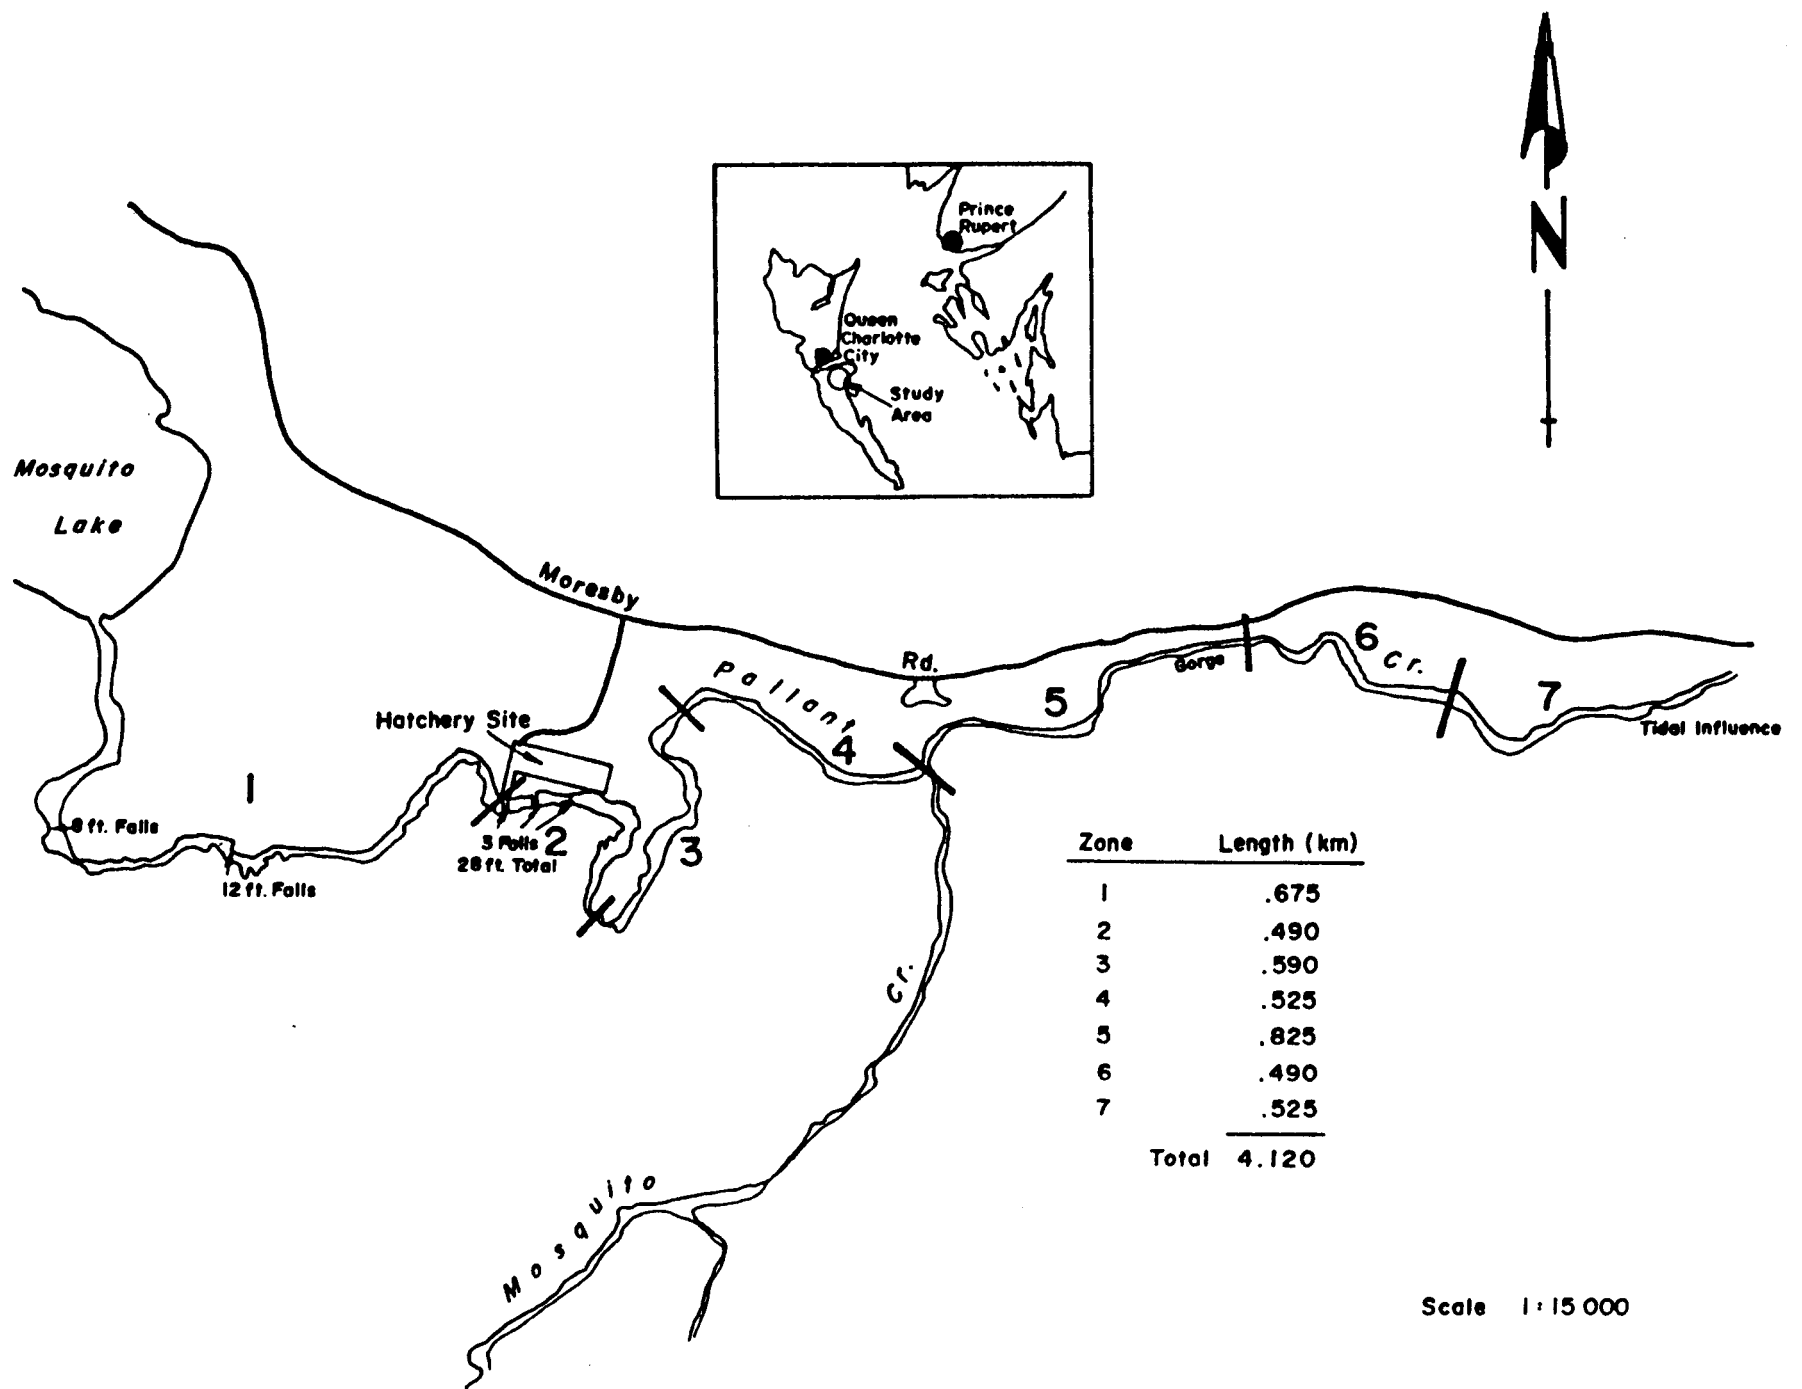 N
Prince
Rupert
Queen
Charlotte
City
Study
Area
Mosquito
Lake
Moresby
Rd.
Pallant
Cr.
Gorge
Hatchery Site
1
2
3
4
5
6
7
8 ft. Falls
12 ft. Falls
3 Falls
28 ft. Total
Tidal Influence
Mosquito
Cr.
Zone Length (km)
1 .675
2 .490
3 .590
4 .525
5 .825
6 .490
7 .525
Total 4.120
Scale 1:15 000